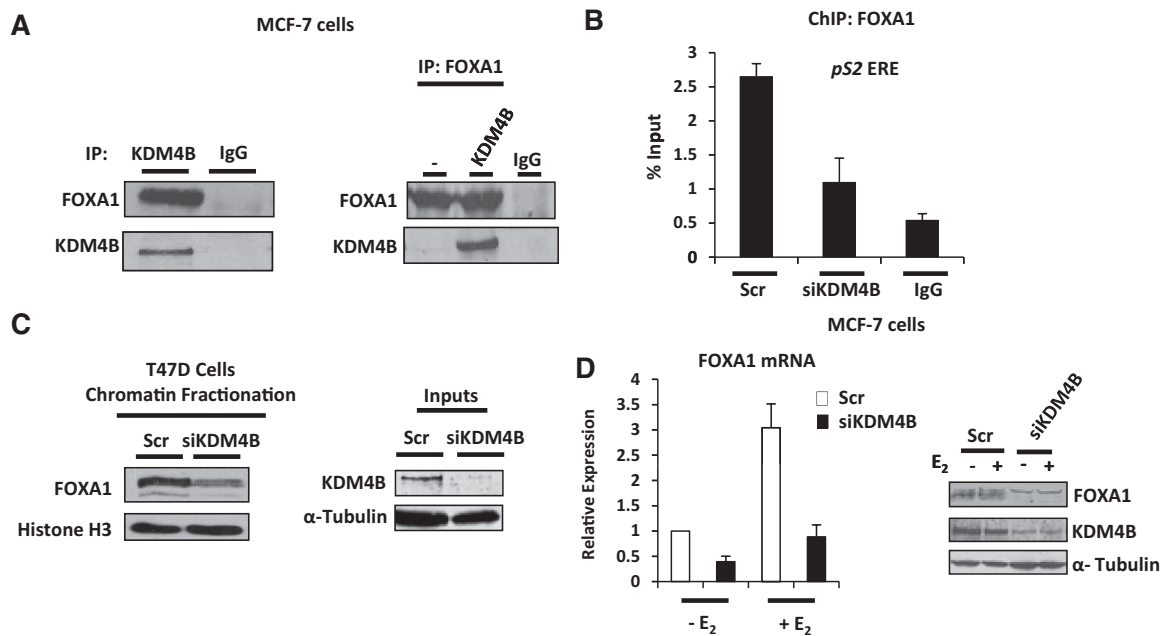 A
MCF-7 cells
IP: FOXA1
IP: KDM4B IgG
- KDM4B IgG
FOXA1
KDM4B
FOXA1
KDM4B
B
ChIP: FOXA1
pS2 ERE
% Input
3
2.5
2
1.5
1
0.5
0
Scr siKDM4B IgG
C
T47D Cells
Chromatin Fractionation
Scr siKDM4B
FOXA1
Histone H3
Inputs
Scr siKDM4B
KDM4B
α-Tubulin
MCF-7 cells
D
FOXA1 mRNA
Relative Expression
4
3.5
3
2.5
2
1.5
1
0.5
0
Scr
siKDM4B
- E₂ + E₂
Scr siKDM4B
E₂ - + - +
FOXA1
KDM4B
α- Tubulin